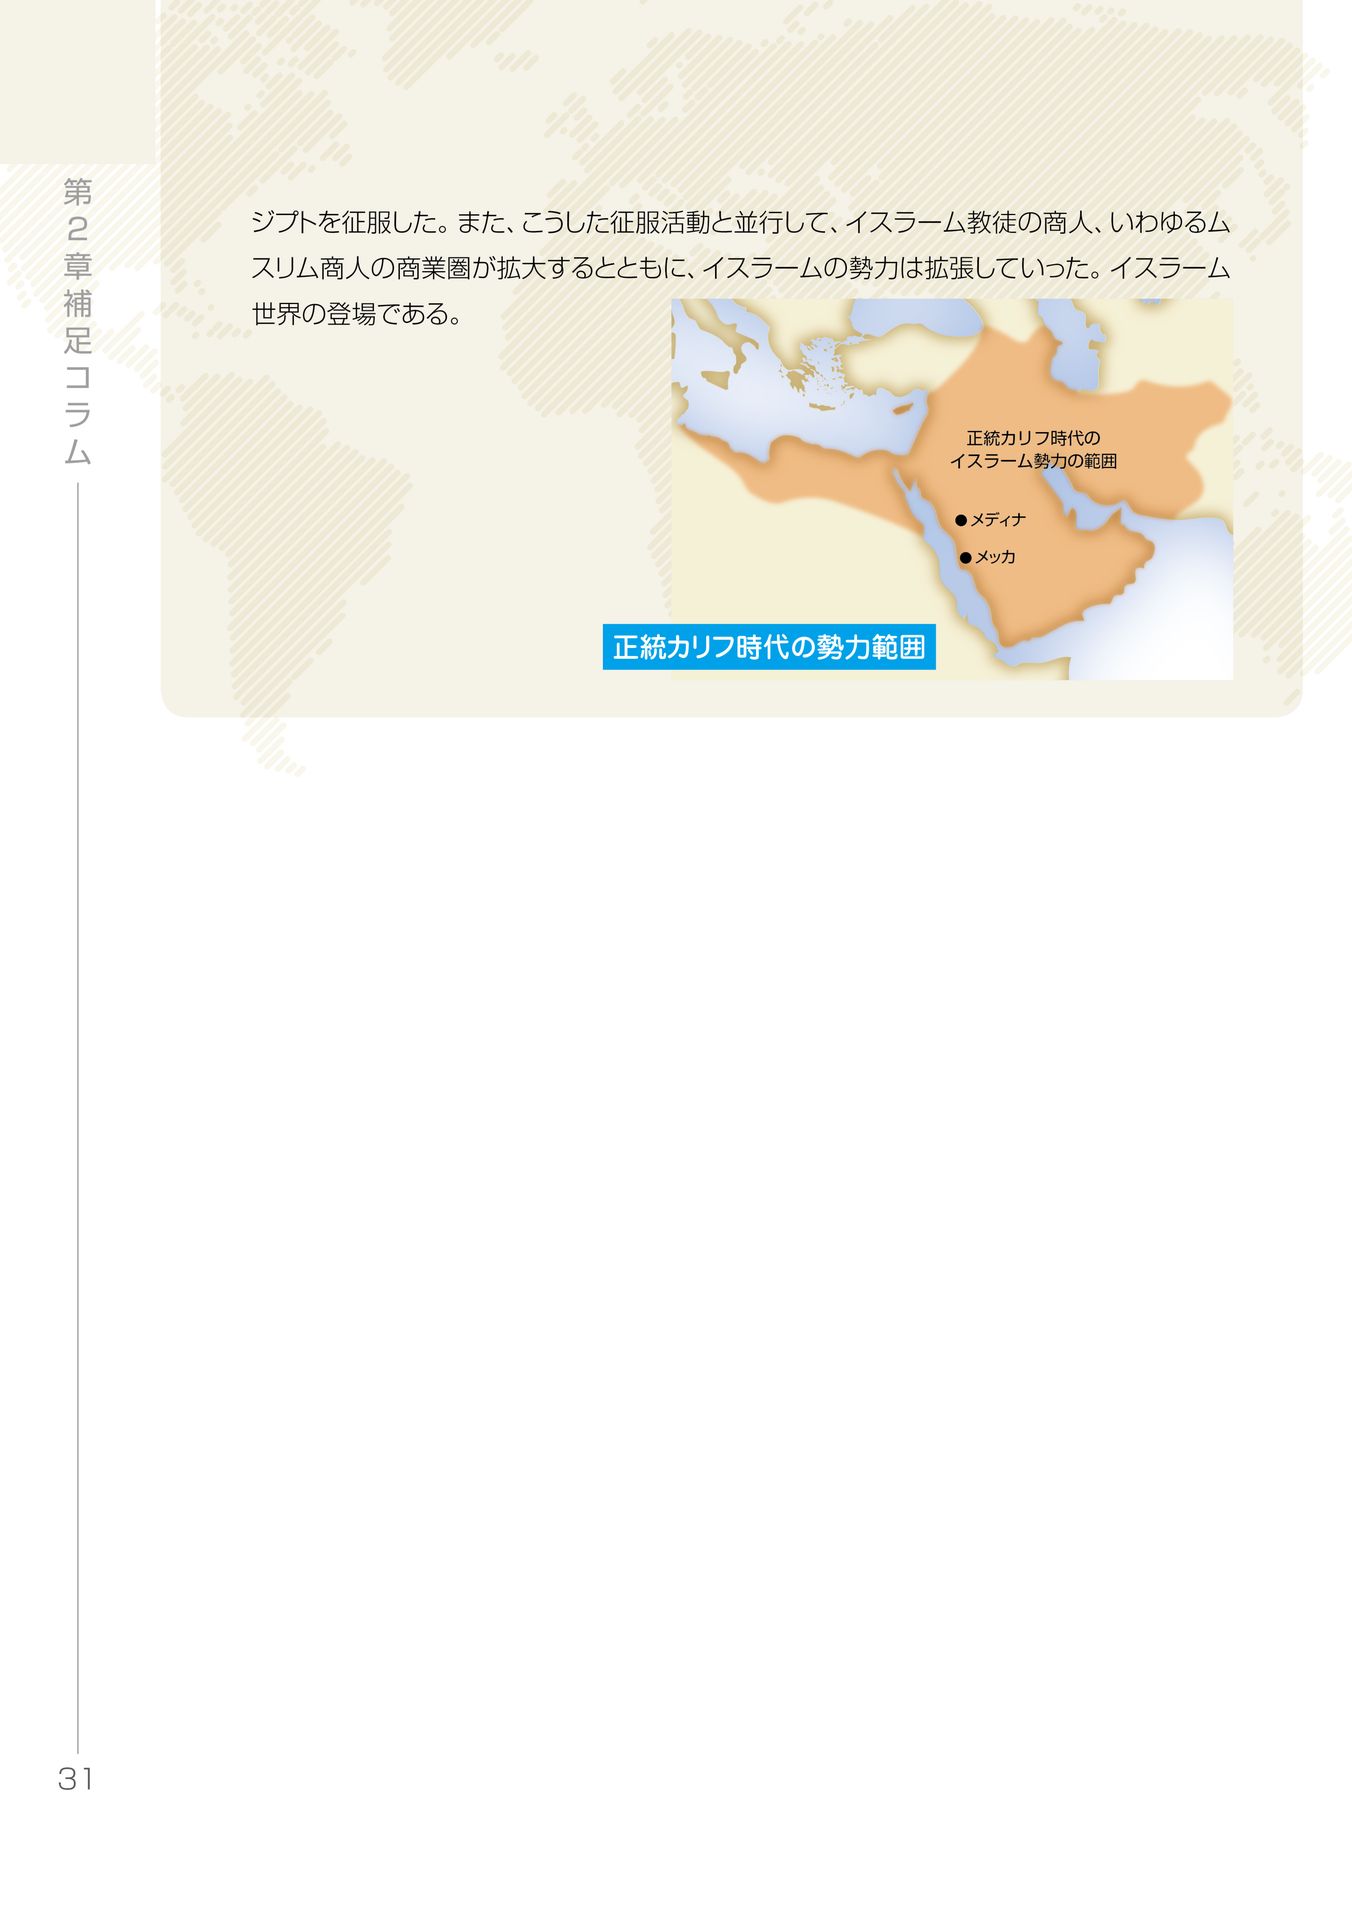 第2章補足コラム
ジプトを征服した。また、こうした征服活動と並行して、イスラーム教徒の商人、いわゆるム
スリム商人の商業圏が拡大するとともに、イスラームの勢力は拡張していった。イスラーム
世界の登場である。
正統カリフ時代の
イスラーム勢力の範囲
メディナ
メッカ
正統カリフ時代の勢力範囲
31